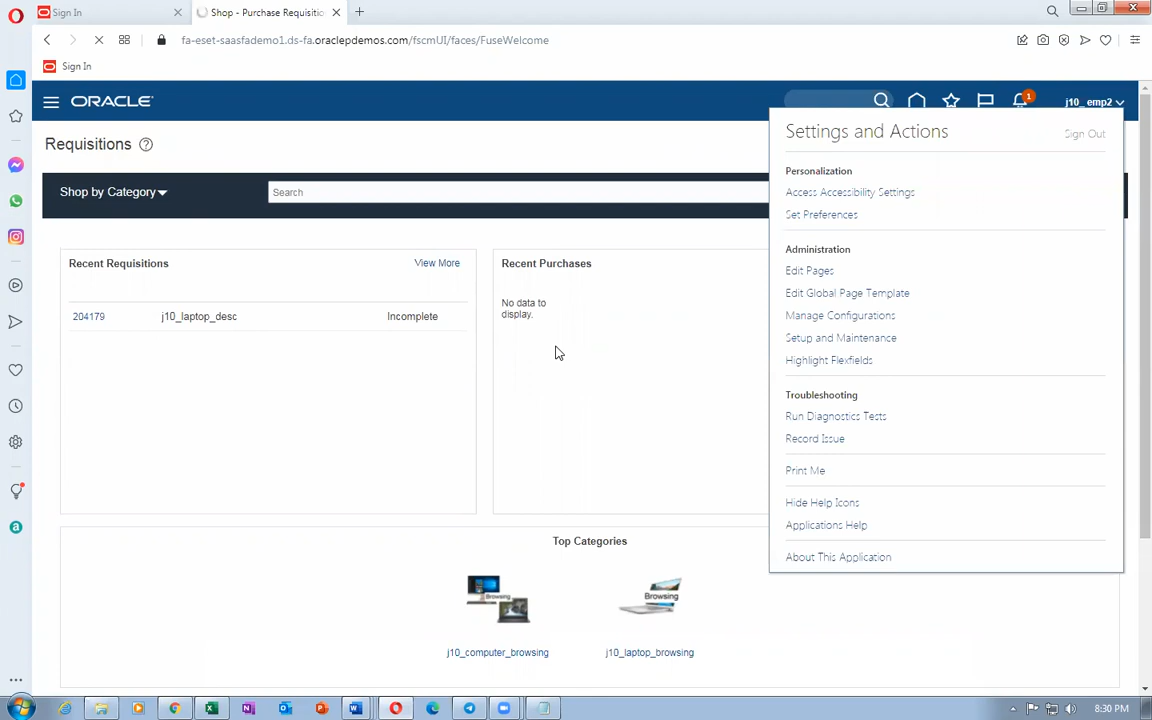 Sign In
Shop - Purchase Requisitio
fa-eset-saasfademo1.ds-fa.oraclepdemos.com/fscmUI/faces/FuseWelcome
Sign In
ORACLE
1
j10_emp2
Requisitions
Settings and Actions
Sign Out
Personalization
Access Accessibility Settings
Set Preferences
Shop by Category
Search
Administration
Edit Pages
Edit Global Page Template
Manage Configurations
Setup and Maintenance
Highlight Flexfields
Recent Requisitions
View More
204179 j10_laptop_desc Incomplete
Recent Purchases
No data to
display.
Troubleshooting
Run Diagnostics Tests
Record Issue
Print Me
Hide Help Icons
Applications Help
About This Application
Top Categories
Browsing
Browsing
j10_computer_browsing
j10_laptop_browsing
8:30 PM